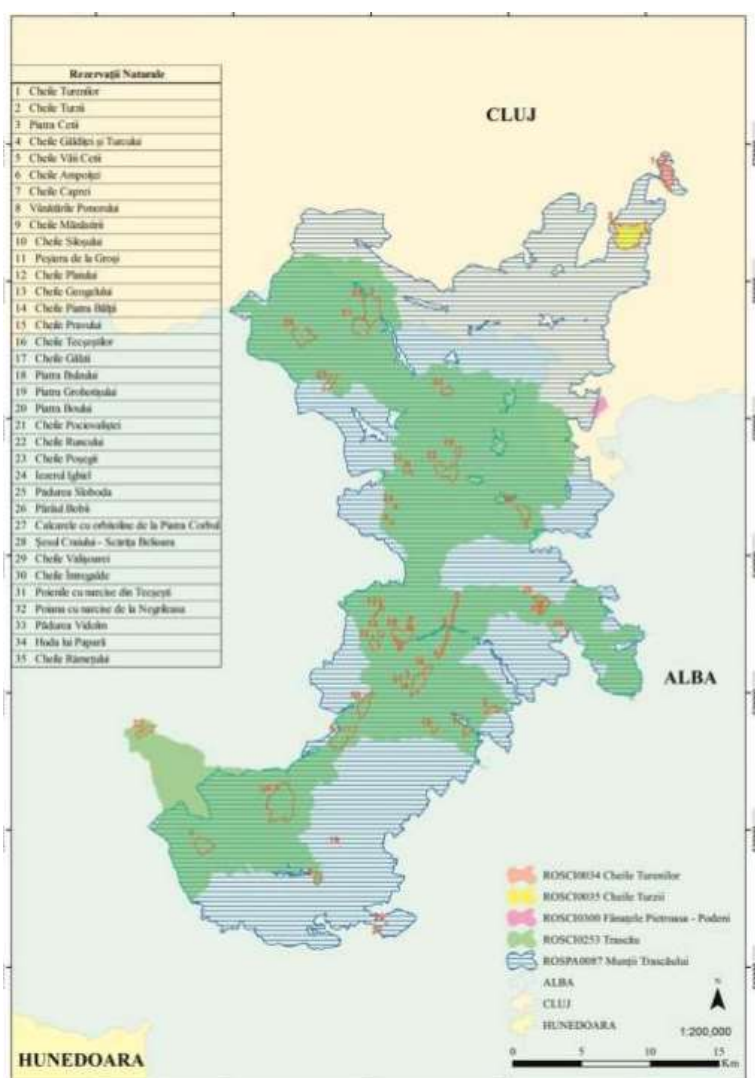 Rezervații Naturale
1 Cheile Turenilor
2 Cheile Turzii
3 Piatra Cetii
4 Cheile Găldiței și Turcului
5 Cheile Văii Cetii
6 Cheile Ampoiței
7 Cheile Caprei
8 Vânătările Ponorului
9 Cheile Mânăstirii
10 Cheile Siloșului
11 Peștera de la Groși
12 Cheile Plaiului
13 Cheile Geogelului
14 Cheile Piatra Bălții
15 Cheile Pravului
16 Cheile Tecșeștilor
17 Cheile Gălzii
18 Piatra Bulzului
19 Piatra Grohotișului
20 Piatra Boului
21 Cheile Pociovaliștei
22 Cheile Runcului
23 Cheile Poșegii
24 Iezerul Ighiel
25 Padurea Sloboda
26 Pârâul Bobii
27 Calcarele cu orbitoline de la Piatra Corbului
28 Șesul Craiului - Scărița Belioara
29 Cheile Vălișoarei
30 Cheile Întregalde
31 Poienile cu narcise din Tecșești
32 Poiana cu narcise de la Negrileasa
33 Pădurea Vidolm
34 Huda lui Papară
35 Cheile Râmețului
CLUJ
ALBA
HUNEDOARA
ROSCI0034 Cheile Turenilor
ROSCI0035 Cheile Turzii
ROSCI0300 Fânațele Pietroasa - Podeni
ROSCI0253 Trascău
ROSPA0087 Munții Trascăului
ALBA
CLUJ
HUNEDOARA
N
1:200,000
0 5 10 15
Km